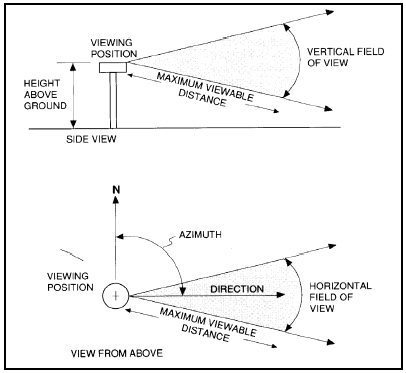 VIEWING
POSITION
VERTICAL FIELD
OF VIEW
HEIGHT
ABOVE
GROUND
MAXIMUM VIEWABLE
DISTANCE
SIDE VIEW
N
AZIMUTH
VIEWING
POSITION
DIRECTION
HORIZONTAL
FIELD OF
VIEW
MAXIMUM VIEWABLE
DISTANCE
VIEW FROM ABOVE